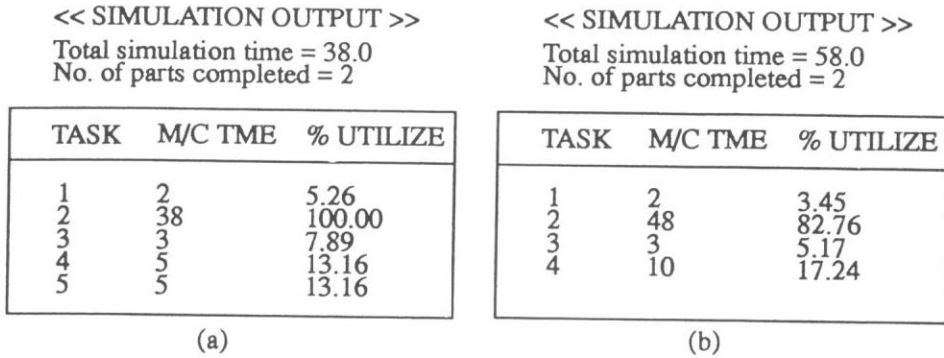 << SIMULATION OUTPUT >>
Total simulation time = 38.0
No. of parts completed = 2
TASK M/C TME % UTILIZE
1 2 5.26
2 38 100.00
3 3 7.89
4 5 13.16
5 5 13.16
(a)
<< SIMULATION OUTPUT >>
Total simulation time = 58.0
No. of parts completed = 2
TASK M/C TME % UTILIZE
1 2 3.45
2 48 82.76
3 3 5.17
4 10 17.24
(b)